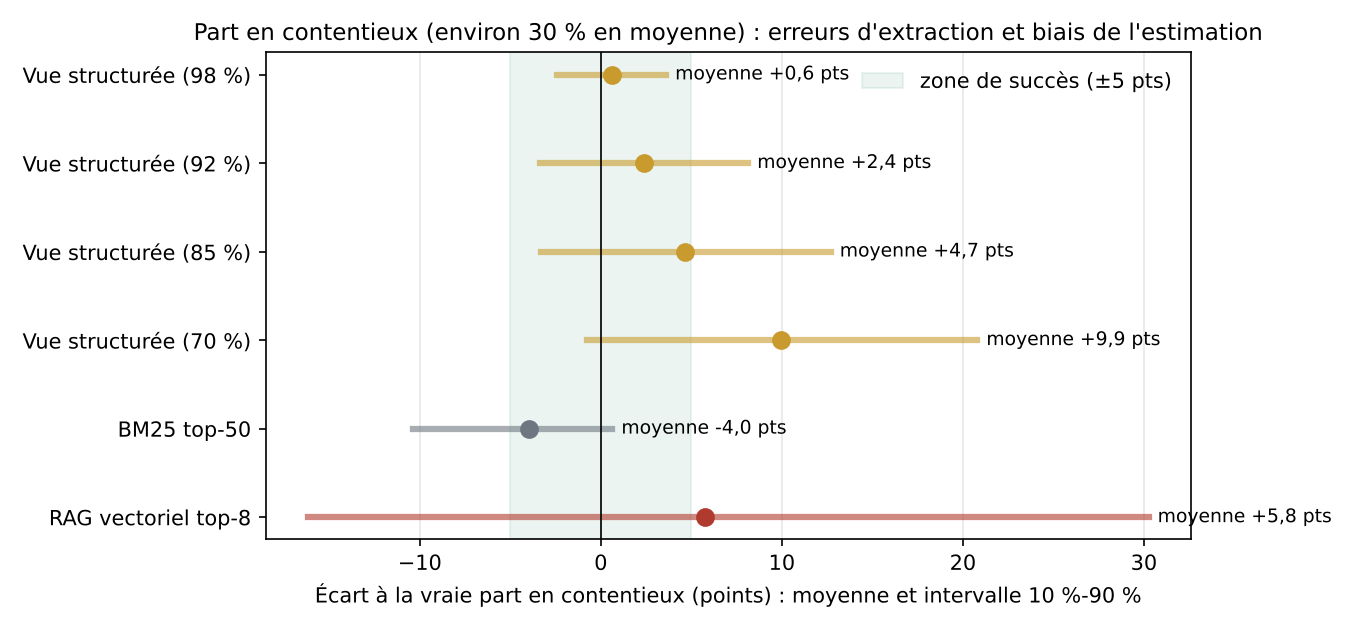 Part en contentieux (environ 30 % en moyenne) : erreurs d'extraction et biais de l'estimation
Vue structurée (98 %)
moyenne +0,6 pts
zone de succès (±5 pts)
Vue structurée (92 %)
moyenne +2,4 pts
Vue structurée (85 %)
moyenne +4,7 pts
Vue structurée (70 %)
moyenne +9,9 pts
BM25 top-50
moyenne -4,0 pts
RAG vectoriel top-8
moyenne +5,8 pts
−10 0 10 20 30
Écart à la vraie part en contentieux (points) : moyenne et intervalle 10 %-90 %